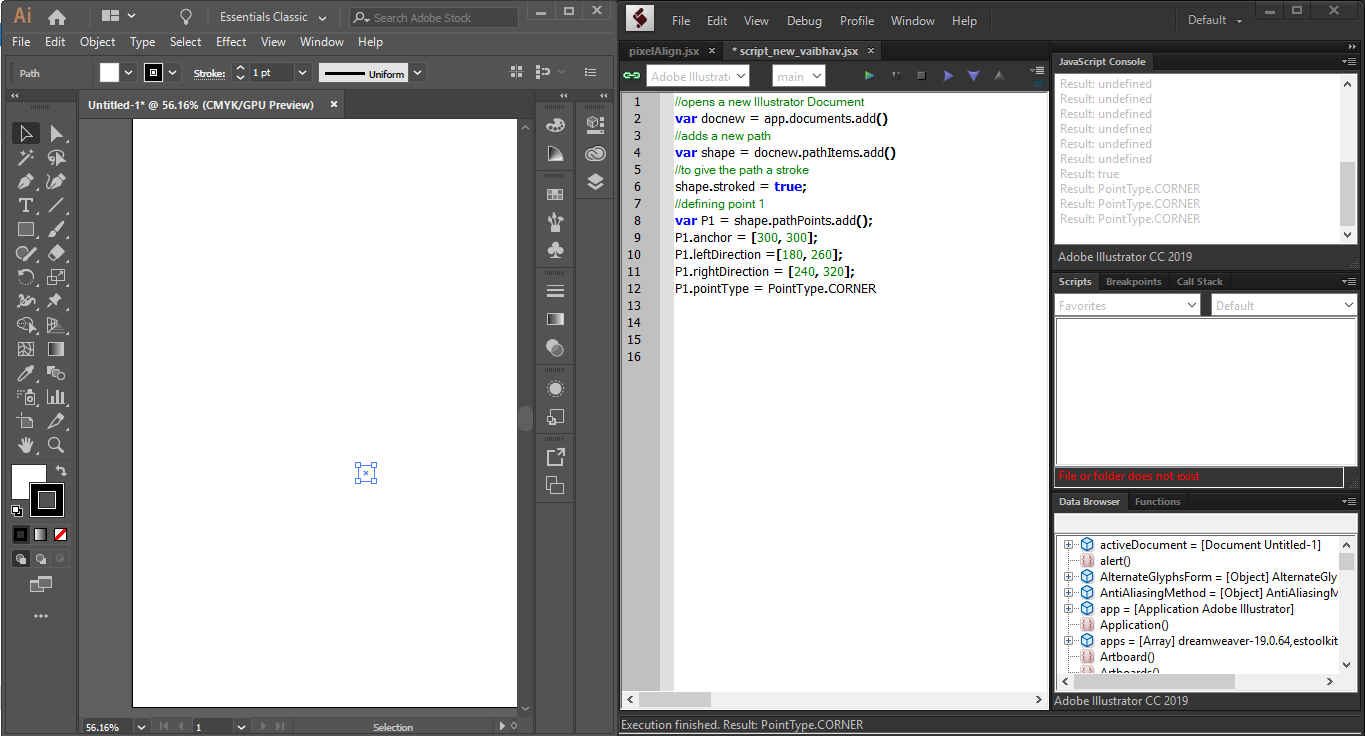 Ai
Essentials Classic
Search Adobe Stock
File Edit Object Type Select Effect View Window Help
Path
Stroke:
1 pt
Uniform
Untitled-1* @ 56.16% (CMYK/GPU Preview)
56.16%
1
Selection
File Edit View Debug Profile Window Help
Default
pixelAlign.jsx
* script_new_vaibhav.jsx
Adobe Illustrat
main
1 //opens a new Illustrator Document
2 var docnew = app.documents.add()
3 //adds a new path
4 var shape = docnew.pathItems.add()
5 //to give the path a stroke
6 shape.stroked = true;
7 //defining point 1
8 var P1 = shape.pathPoints.add();
9 P1.anchor = [300, 300];
10 P1.leftDirection =[180, 260];
11 P1.rightDirection = [240, 320];
12 P1.pointType = PointType.CORNER
13
14
15
16
Execution finished. Result: PointType.CORNER
JavaScript Console
Result: undefined
Result: undefined
Result: undefined
Result: undefined
Result: undefined
Result: undefined
Result: true
Result: PointType.CORNER
Result: PointType.CORNER
Result: PointType.CORNER
Adobe Illustrator CC 2019
Scripts Breakpoints Call Stack
Favorites
Default
File or folder does not exist
Data Browser Functions
activeDocument = [Document Untitled-1]
alert()
AlternateGlyphsForm = [Object] AlternateGly
AntiAliasingMethod = [Object] AntiAliasingM
app = [Application Adobe Illustrator]
Application()
apps = [Array] dreamweaver-19.0.64,estoolkit
Artboard()
Artboards()
Adobe Illustrator CC 2019